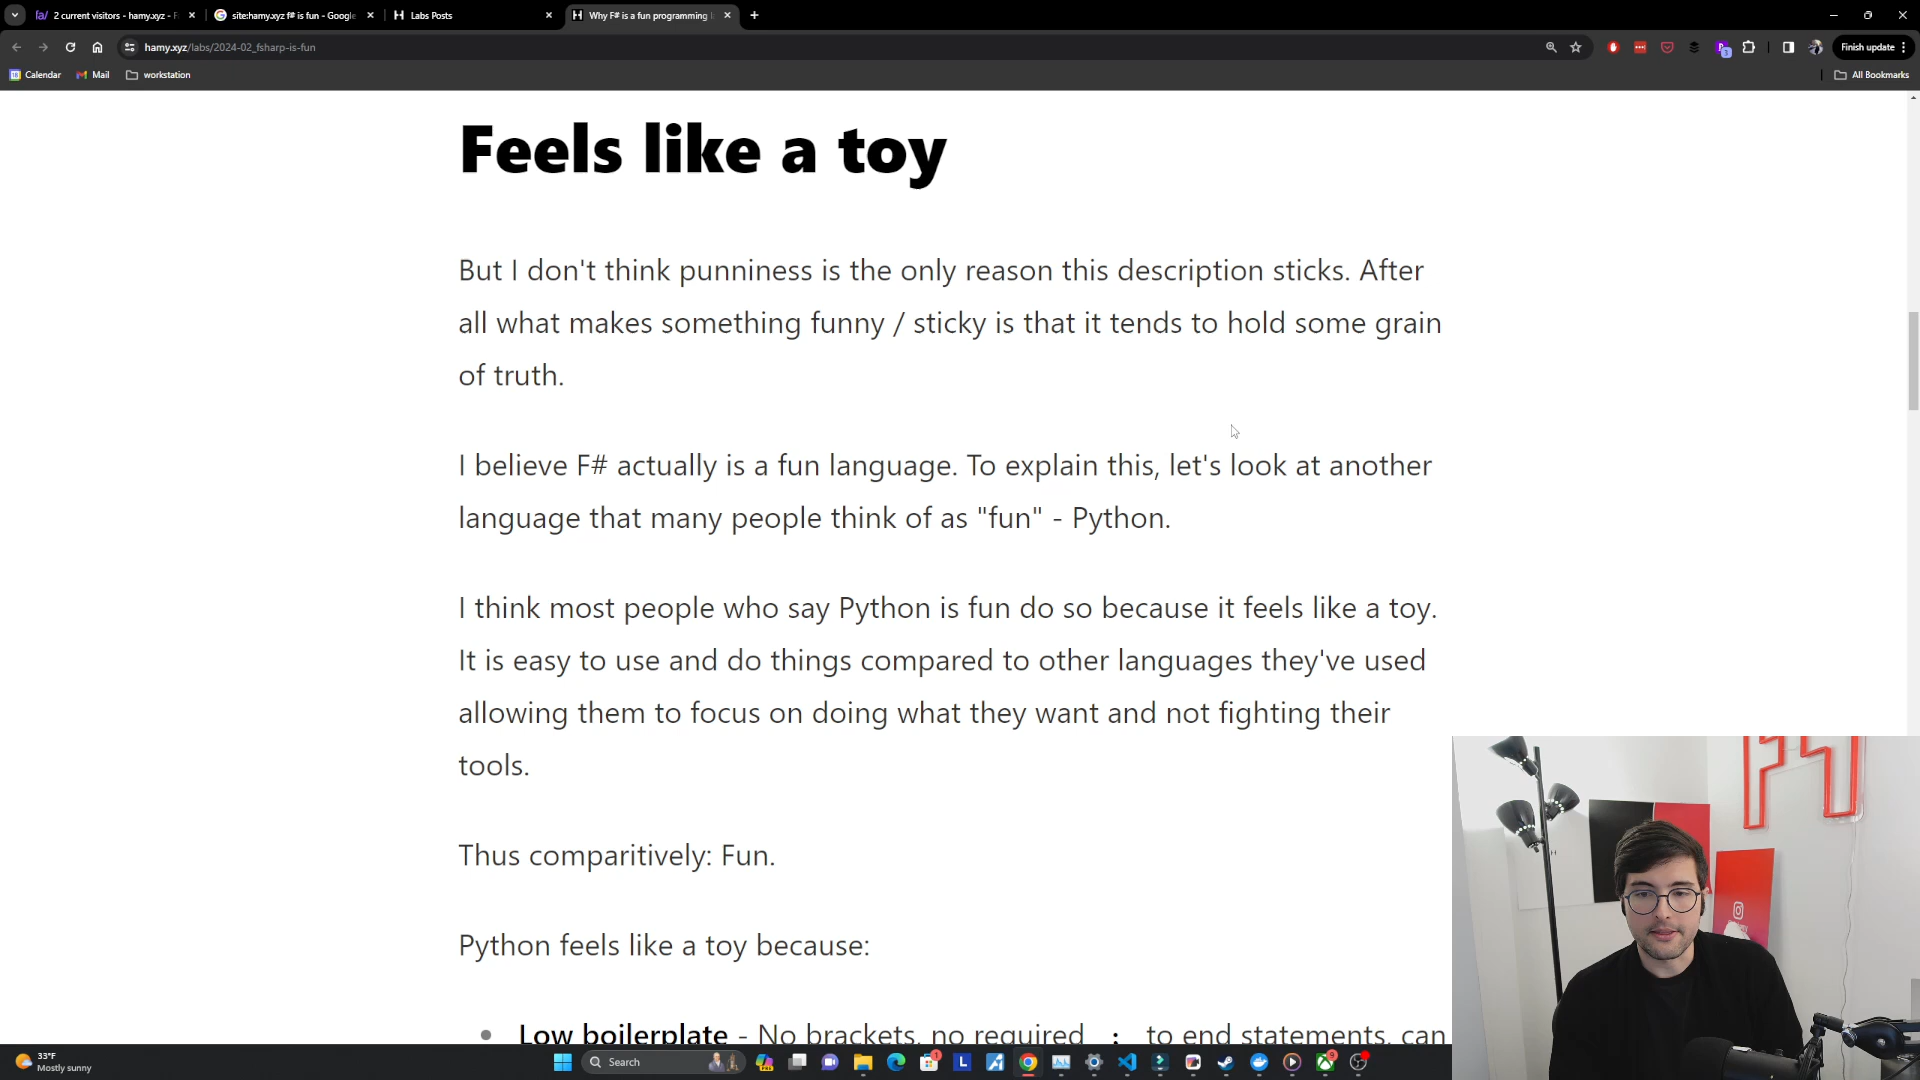 2 current visitors - hamy.xyz - F
site:hamy.xyz f# is fun - Google
Labs Posts
Why F# is a fun programming l
hamy.xyz/labs/2024-02_fsharp-is-fun
Finish update
Calendar
Mail
workstation
All Bookmarks
Feels like a toy
But I don't think punniness is the only reason this description sticks. After
all what makes something funny / sticky is that it tends to hold some grain
of truth.
I believe F# actually is a fun language. To explain this, let's look at another
language that many people think of as "fun" - Python.
I think most people who say Python is fun do so because it feels like a toy.
It is easy to use and do things compared to other languages they've used
allowing them to focus on doing what they want and not fighting their
tools.
Thus comparitively: Fun.
Python feels like a toy because:
Low boilerplate - No brackets, no required ; to end statements, can
33°F
Mostly sunny
Search